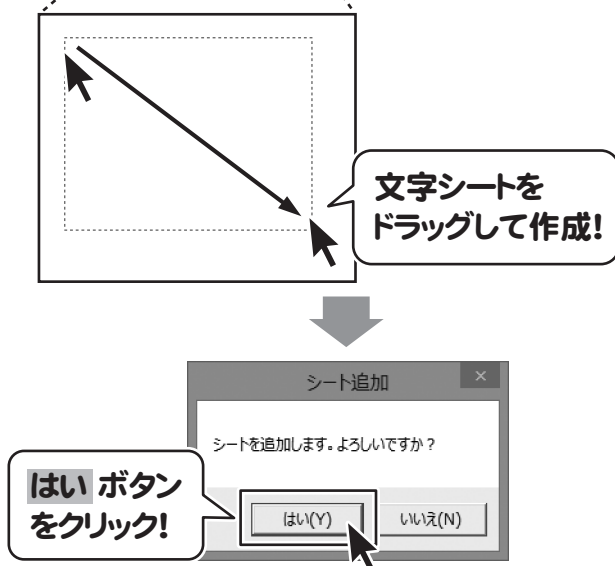 文字シートを
ドラッグして作成!
シート追加
シートを追加します。よろしいですか？
はい ボタン
をクリック!
はい(Y)
いいえ(N)